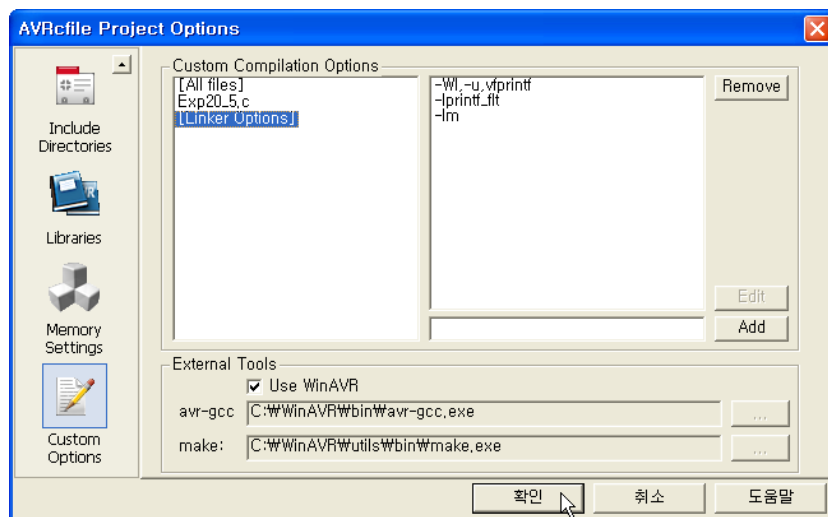 AVRcfile Project Options
Include
Directories
Libraries
Memory
Settings
Custom
Options
Custom Compilation Options
[All files]
Exp20_5.c
[Linker Options]
-Wl,-u,vfprintf
-lprintf_flt
-lm
Remove
Edit
Add
External Tools
Use WinAVR
avr-gcc C:₩WinAVR₩bin₩avr-gcc.exe ...
make: C:₩WinAVR₩utils₩bin₩make.exe ...
확인 취소 도움말